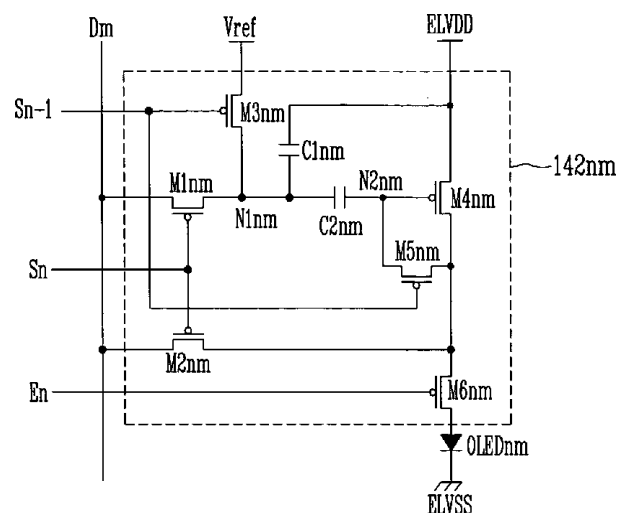 Dm
Vref
ELVDD
Sn-1
M3nm
C1nm
142nm
M1nm
N2nm
M4nm
N1nm
C2nm
M5nm
Sn
M2nm
En
M6nm
OLEDnm
ELVSS